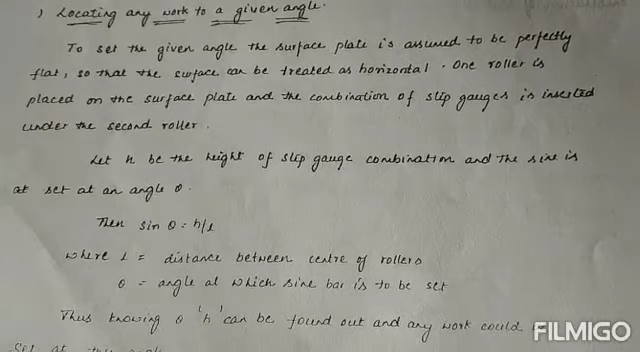 ) Locating any work to a given angle.
To set the given angle the surface plate is assumed to be perfectly
flat, so that the surface can be treated as horizontal. One roller is
placed on the surface plate and the combination of slip gauges is inserted
under the second roller.
Let h be the height of slip gauge combination and the sine is
at set at an angle θ.
Then sin θ = h/l
where l = distance between centre of rollers
θ = angle at which sine bar is to be set
Thus knowing θ 'h' can be found out and any work could
FILMIGO
set at